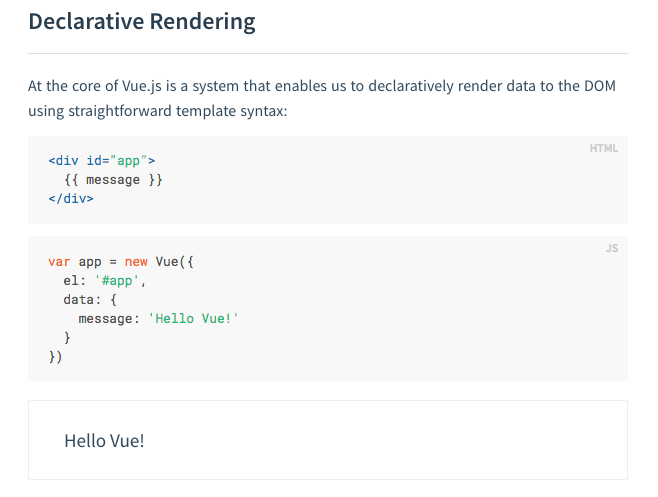 Declarative Rendering
At the core of Vue.js is a system that enables us to declaratively render data to the DOM
using straightforward template syntax:
HTML
<div id="app">
  {{ message }}
</div>
JS
var app = new Vue({
  el: '#app',
  data: {
    message: 'Hello Vue!'
  }
})
Hello Vue!